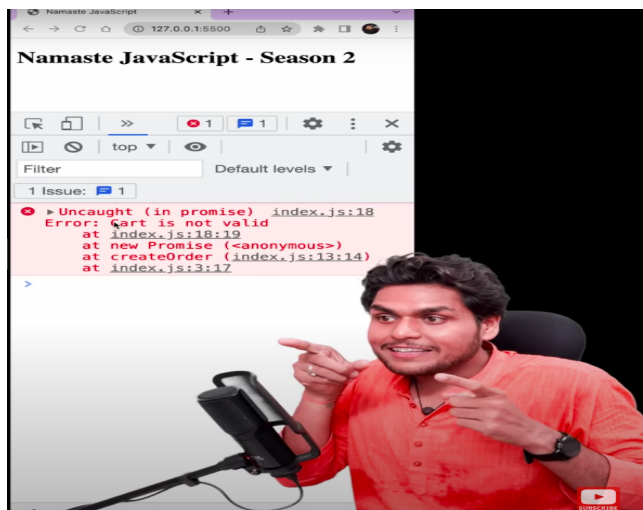 Namaste JavaScript
127.0.0.1:5500
Namaste JavaScript - Season 2
1 1
top
Filter Default levels
1 Issue: 1
Uncaught (in promise) index.js:18
Error: Cart is not valid
at index.js:18:19
at new Promise (<anonymous>)
at createOrder (index.js:13:14)
at index.js:3:17
SUBSCRIBE